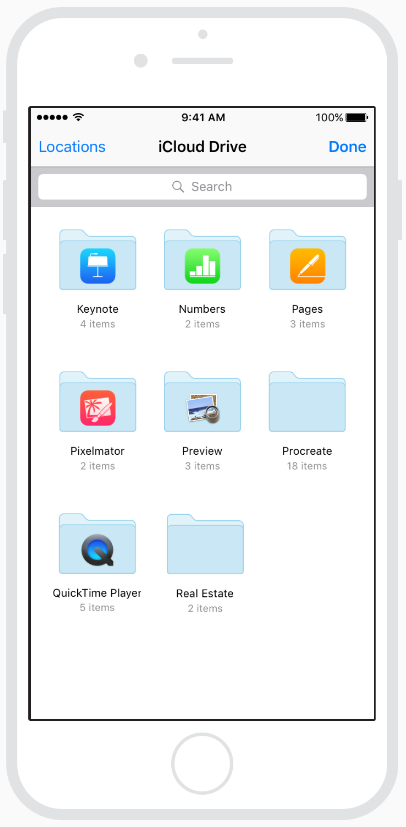 9:41 AM 100%
Locations iCloud Drive Done
Search
Keynote Numbers Pages
4 items 2 items 3 items
Pixelmator Preview Procreate
2 items 3 items 18 items
QuickTime Player Real Estate
5 items 2 items